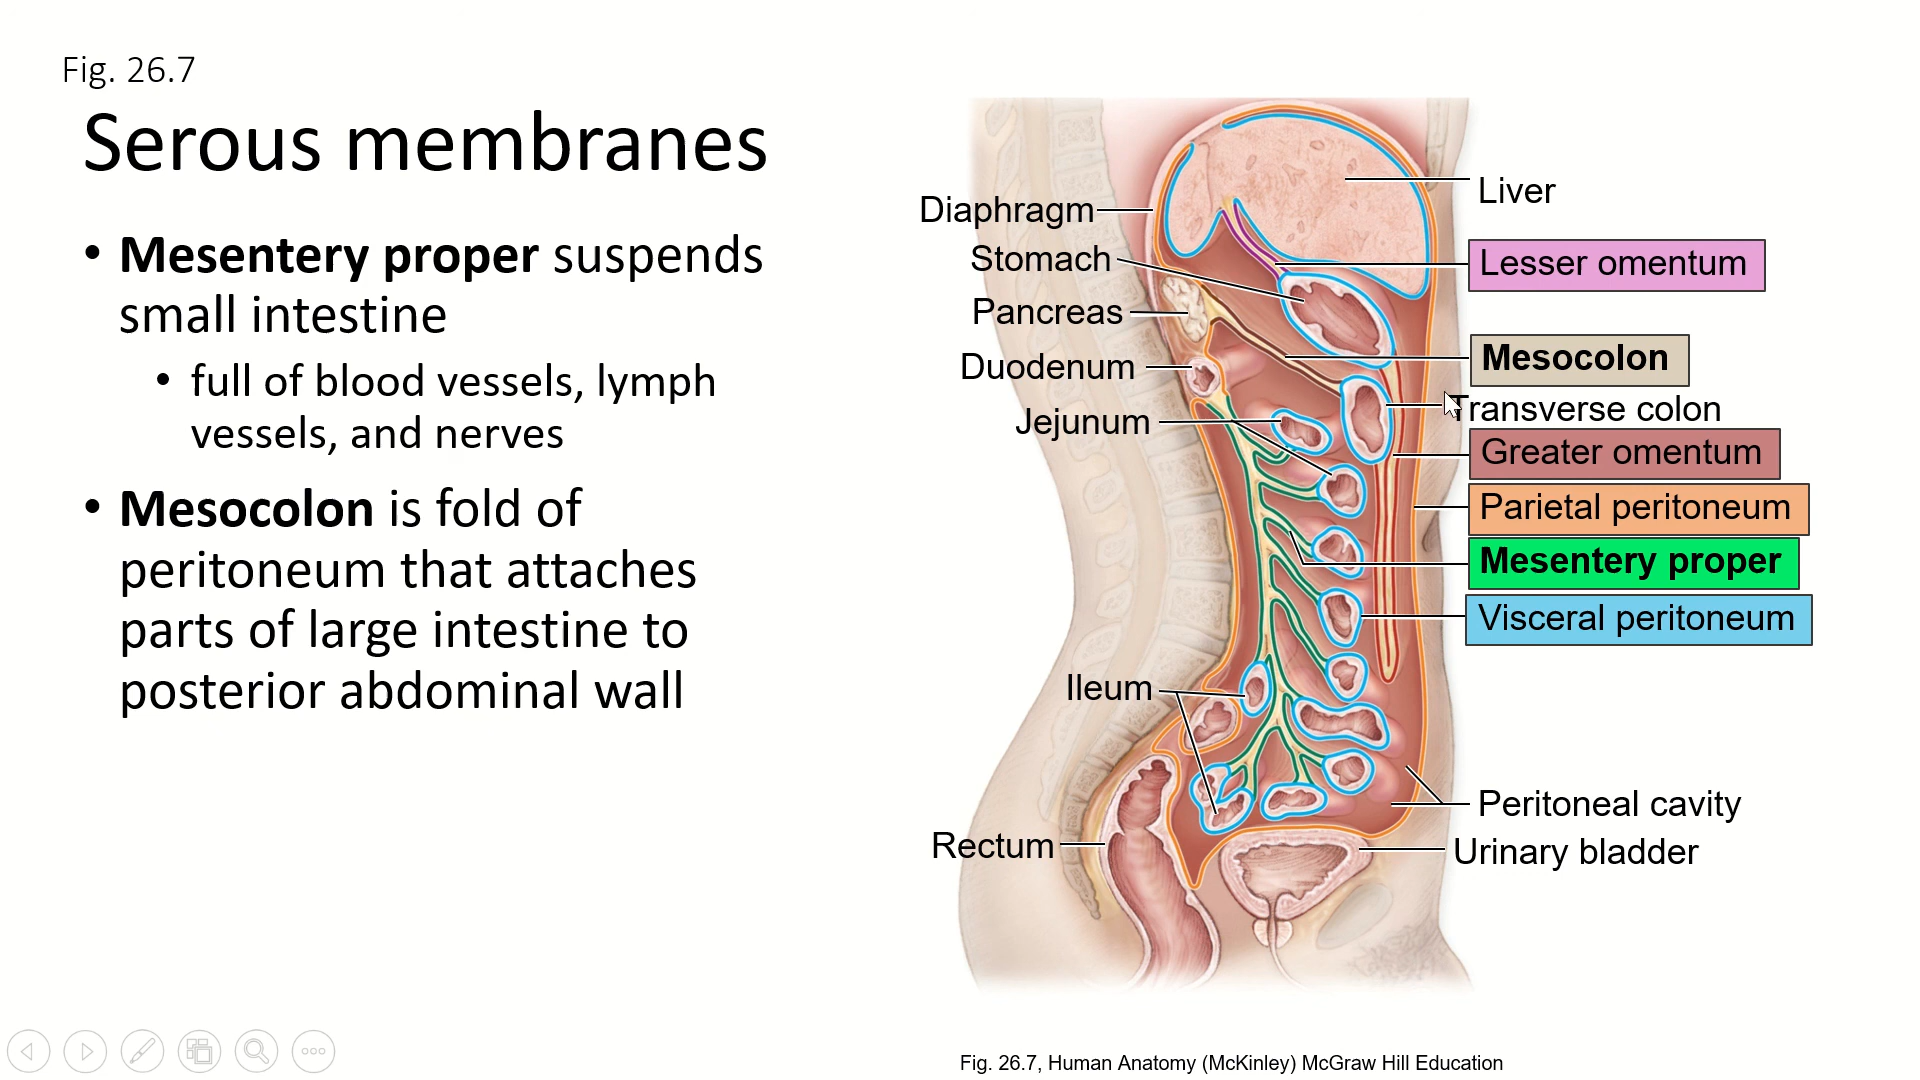 Fig. 26.7
Serous membranes
• Mesentery proper suspends
small intestine
• full of blood vessels, lymph
vessels, and nerves
• Mesocolon is fold of
peritoneum that attaches
parts of large intestine to
posterior abdominal wall
Diaphragm
Stomach
Pancreas
Duodenum
Jejunum
Ileum
Rectum
Liver
Lesser omentum
Mesocolon
Transverse colon
Greater omentum
Parietal peritoneum
Mesentery proper
Visceral peritoneum
Peritoneal cavity
Urinary bladder
Fig. 26.7, Human Anatomy (McKinley) McGraw Hill Education